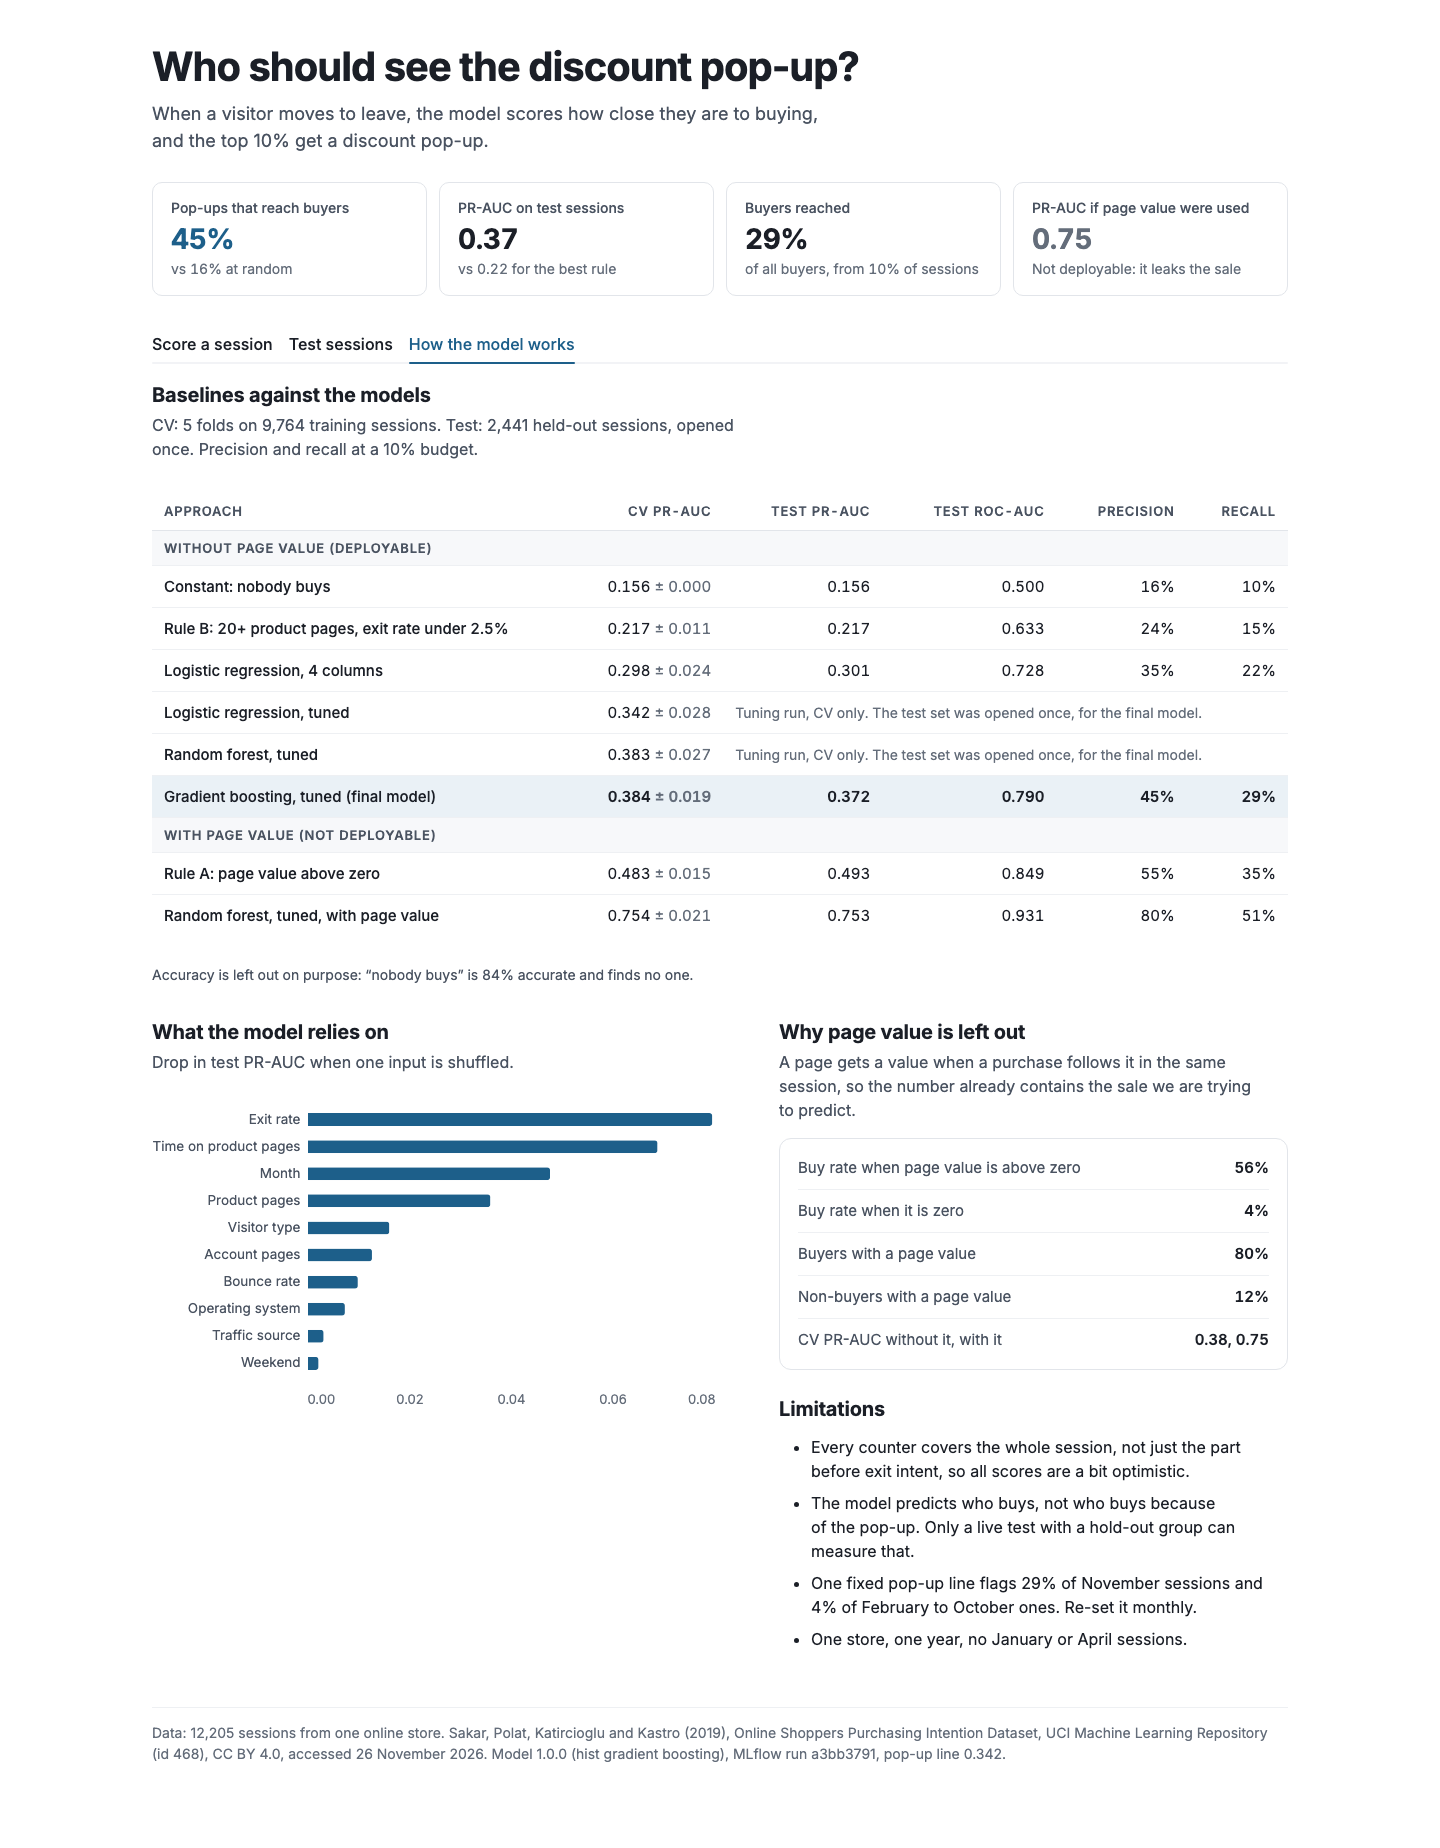 Who should see the discount pop-up?
When a visitor moves to leave, the model scores how close they are to buying,
and the top 10% get a discount pop-up.
Pop-ups that reach buyers
45%
vs 16% at random
PR-AUC on test sessions
0.37
vs 0.22 for the best rule
Buyers reached
29%
of all buyers, from 10% of sessions
PR-AUC if page value were used
0.75
Not deployable: it leaks the sale
Score a session Test sessions How the model works
Baselines against the models
CV: 5 folds on 9,764 training sessions. Test: 2,441 held-out sessions, opened
once. Precision and recall at a 10% budget.
APPROACH CV PR-AUC TEST PR-AUC TEST ROC-AUC PRECISION RECALL
WITHOUT PAGE VALUE (DEPLOYABLE)
Constant: nobody buys 0.156 ± 0.000 0.156 0.500 16% 10%
Rule B: 20+ product pages, exit rate under 2.5% 0.217 ± 0.011 0.217 0.633 24% 15%
Logistic regression, 4 columns 0.298 ± 0.024 0.301 0.728 35% 22%
Logistic regression, tuned 0.342 ± 0.028 Tuning run, CV only. The test set was opened once, for the final model.
Random forest, tuned 0.383 ± 0.027 Tuning run, CV only. The test set was opened once, for the final model.
Gradient boosting, tuned (final model) 0.384 ± 0.019 0.372 0.790 45% 29%
WITH PAGE VALUE (NOT DEPLOYABLE)
Rule A: page value above zero 0.483 ± 0.015 0.493 0.849 55% 35%
Random forest, tuned, with page value 0.754 ± 0.021 0.753 0.931 80% 51%
Accuracy is left out on purpose: “nobody buys” is 84% accurate and finds no one.
What the model relies on
Drop in test PR-AUC when one input is shuffled.
Exit rate
Time on product pages
Month
Product pages
Visitor type
Account pages
Bounce rate
Operating system
Traffic source
Weekend
0.00 0.02 0.04 0.06 0.08
Why page value is left out
A page gets a value when a purchase follows it in the same
session, so the number already contains the sale we are trying
to predict.
Buy rate when page value is above zero 56%
Buy rate when it is zero 4%
Buyers with a page value 80%
Non-buyers with a page value 12%
CV PR-AUC without it, with it 0.38, 0.75
Limitations
• Every counter covers the whole session, not just the part
before exit intent, so all scores are a bit optimistic.
• The model predicts who buys, not who buys because
of the pop-up. Only a live test with a hold-out group can
measure that.
• One fixed pop-up line flags 29% of November sessions and
4% of February to October ones. Re-set it monthly.
• One store, one year, no January or April sessions.
Data: 12,205 sessions from one online store. Sakar, Polat, Katircioglu and Kastro (2019), Online Shoppers Purchasing Intention Dataset, UCI Machine Learning Repository
(id 468), CC BY 4.0, accessed 26 November 2026. Model 1.0.0 (hist gradient boosting), MLflow run a3bb3791, pop-up line 0.342.